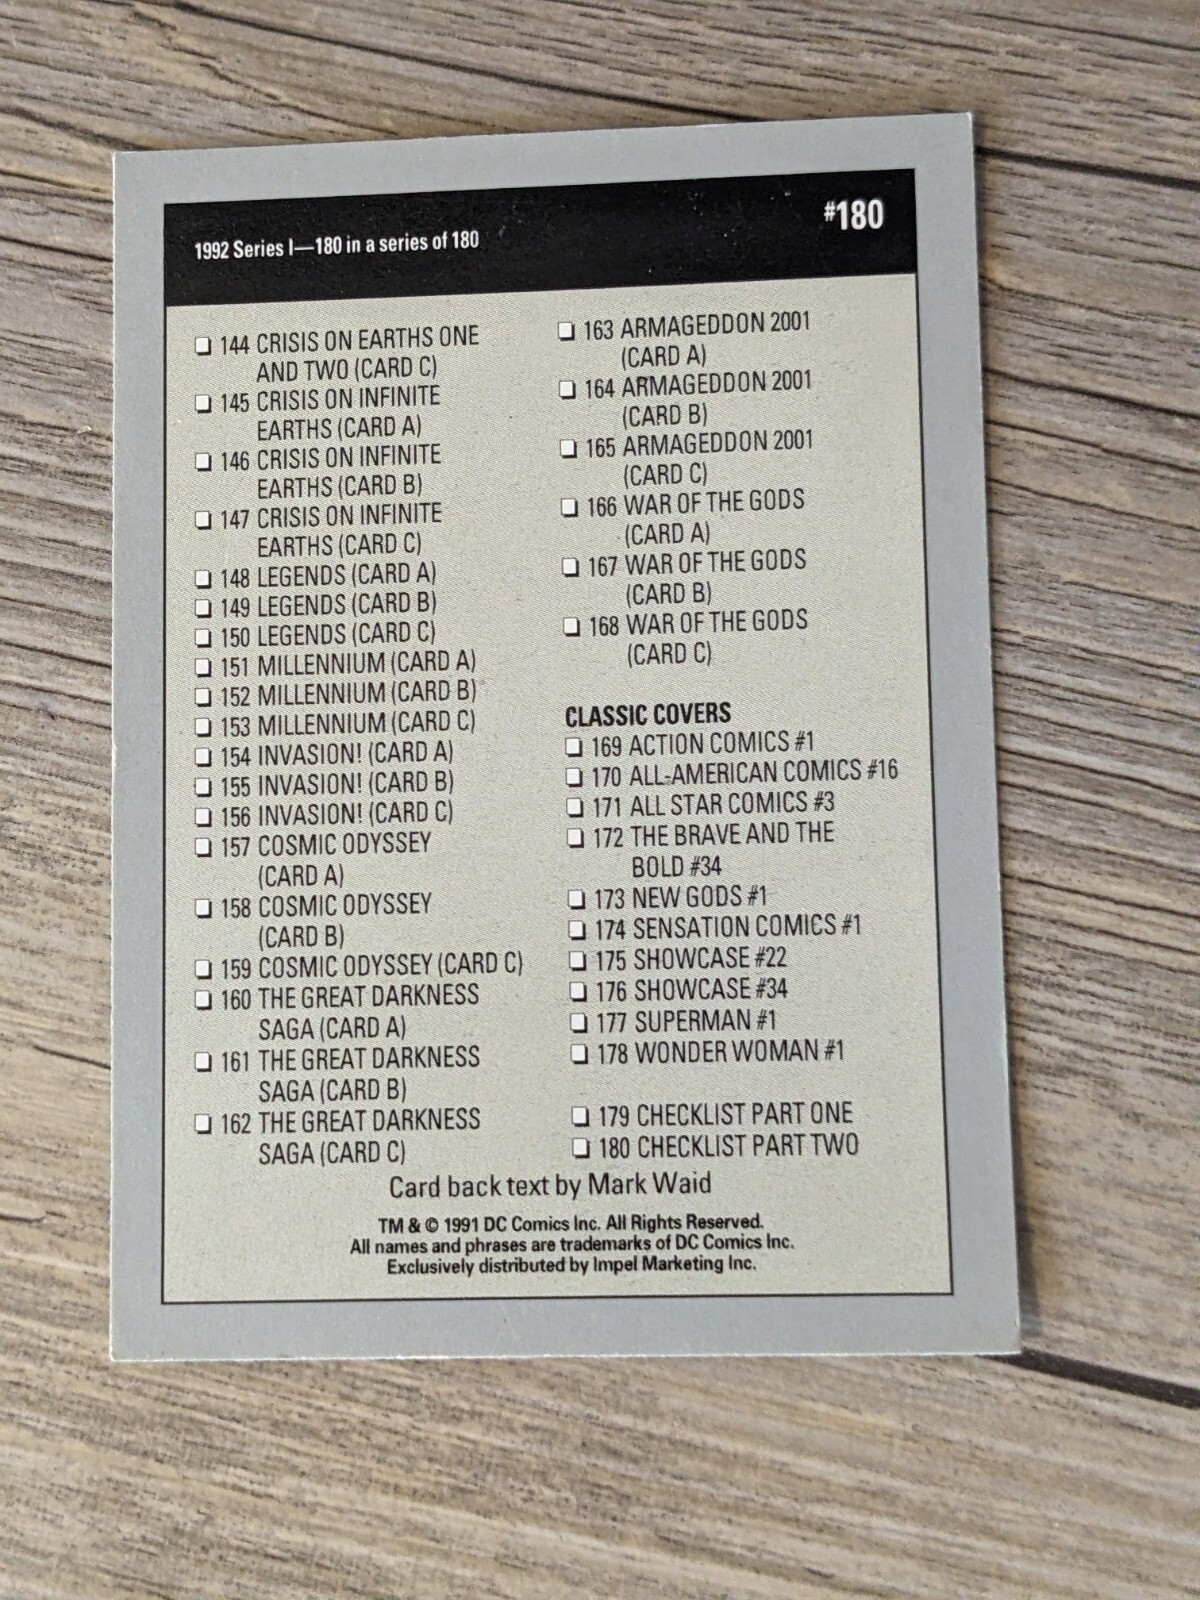 1992 Series I—180 in a series of 180
#180
❏ 144 CRISIS ON EARTHS ONE
AND TWO (CARD C)
❏ 145 CRISIS ON INFINITE
EARTHS (CARD A)
❏ 146 CRISIS ON INFINITE
EARTHS (CARD B)
❏ 147 CRISIS ON INFINITE
EARTHS (CARD C)
❏ 148 LEGENDS (CARD A)
❏ 149 LEGENDS (CARD B)
❏ 150 LEGENDS (CARD C)
❏ 151 MILLENNIUM (CARD A)
❏ 152 MILLENNIUM (CARD B)
❏ 153 MILLENNIUM (CARD C)
❏ 154 INVASION! (CARD A)
❏ 155 INVASION! (CARD B)
❏ 156 INVASION! (CARD C)
❏ 157 COSMIC ODYSSEY
(CARD A)
❏ 158 COSMIC ODYSSEY
(CARD B)
❏ 159 COSMIC ODYSSEY (CARD C)
❏ 160 THE GREAT DARKNESS
SAGA (CARD A)
❏ 161 THE GREAT DARKNESS
SAGA (CARD B)
❏ 162 THE GREAT DARKNESS
SAGA (CARD C)
❏ 163 ARMAGEDDON 2001
(CARD A)
❏ 164 ARMAGEDDON 2001
(CARD B)
❏ 165 ARMAGEDDON 2001
(CARD C)
❏ 166 WAR OF THE GODS
(CARD A)
❏ 167 WAR OF THE GODS
(CARD B)
❏ 168 WAR OF THE GODS
(CARD C)
CLASSIC COVERS
❏ 169 ACTION COMICS #1
❏ 170 ALL-AMERICAN COMICS #16
❏ 171 ALL STAR COMICS #3
❏ 172 THE BRAVE AND THE
BOLD #34
❏ 173 NEW GODS #1
❏ 174 SENSATION COMICS #1
❏ 175 SHOWCASE #22
❏ 176 SHOWCASE #34
❏ 177 SUPERMAN #1
❏ 178 WONDER WOMAN #1
❏ 179 CHECKLIST PART ONE
❏ 180 CHECKLIST PART TWO
Card back text by Mark Waid
TM & © 1991 DC Comics Inc. All Rights Reserved.
All names and phrases are trademarks of DC Comics Inc.
Exclusively distributed by Impel Marketing Inc.